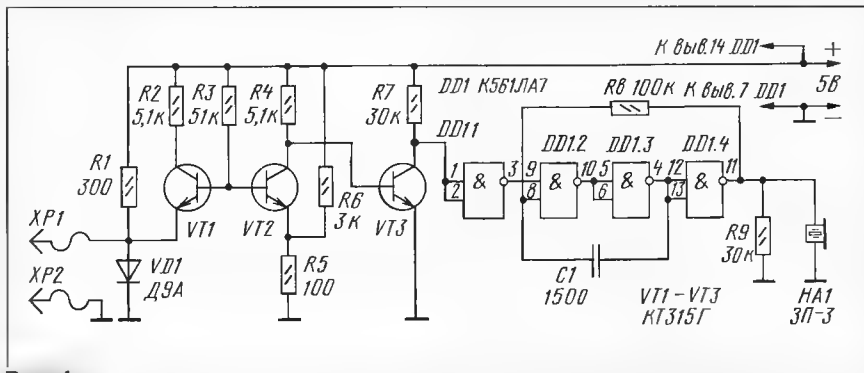 К выв.14 DD1
+
R2
5,1к
R3
51к
R4
5,1к
R7
30к
DD1 К561ЛА7
R8 100к
К выв.7 DD1
5В
−
DD1.1
DD1.2
DD1.3
DD1.4
R1
300
1
2
&
3
9
8
&
10
5
6
&
4
12
13
&
11
VT1
VT2
R6
3к
VT3
XP1
XP2
VD1
Д9А
R5
100
C1
1500
VT1–VT3
КТ315Г
R9
30к
HA1
ЗП-3